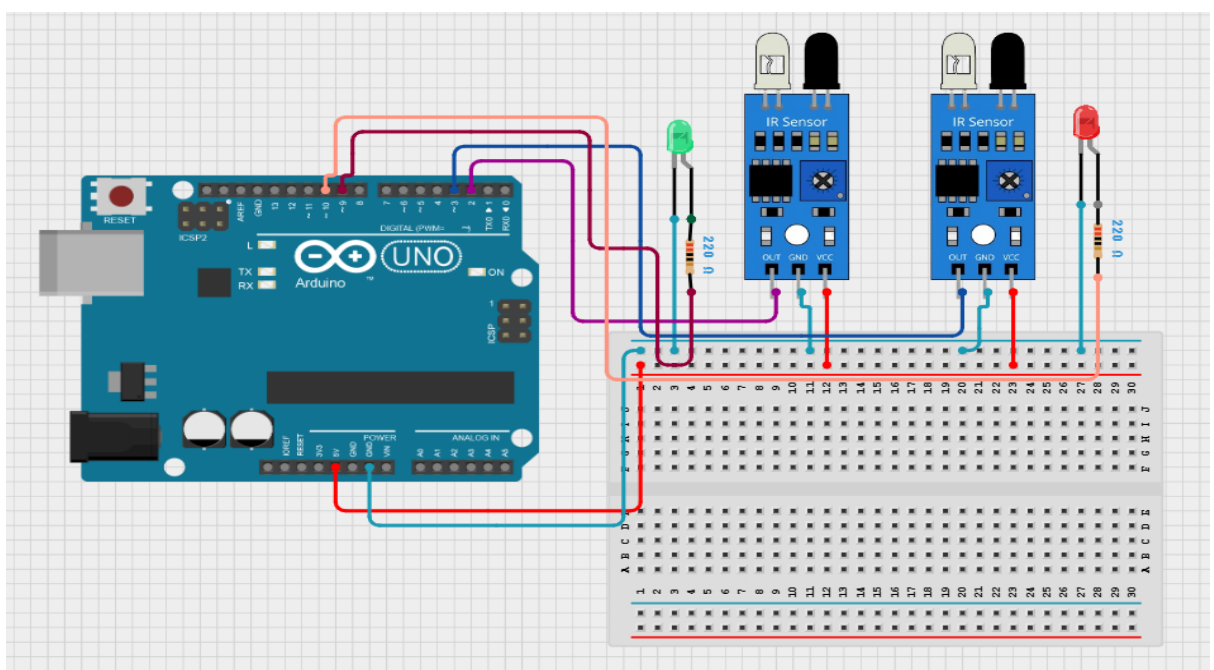 IR Sensor
IR Sensor
RESET
ICSP2
AREF
GND
13
12
~ 11
~ 10
~ 9
8
7
~ 6
~ 5
4
~ 3
2
TX0 ▶ 1
RX0 ◀ 0
DIGITAL (PWM=
L
TX
RX
UNO
Arduino
™
ON
1
ICSP
220 Ω
220 Ω
OUT GND VCC
OUT GND VCC
POWER
ANALOG IN
IOREF
RESET
3V3
5V
GND
GND
VIN
A0
A1
A2
A3
A4
A5
1 2 3 4 5 6 7 8 9 10 11 12 13 14 15 16 17 18 19 20 21 22 23 24 25 26 27 28 29 30
J
I
H
G
F
E
D
C
B
A
1 2 3 4 5 6 7 8 9 10 11 12 13 14 15 16 17 18 19 20 21 22 23 24 25 26 27 28 29 30